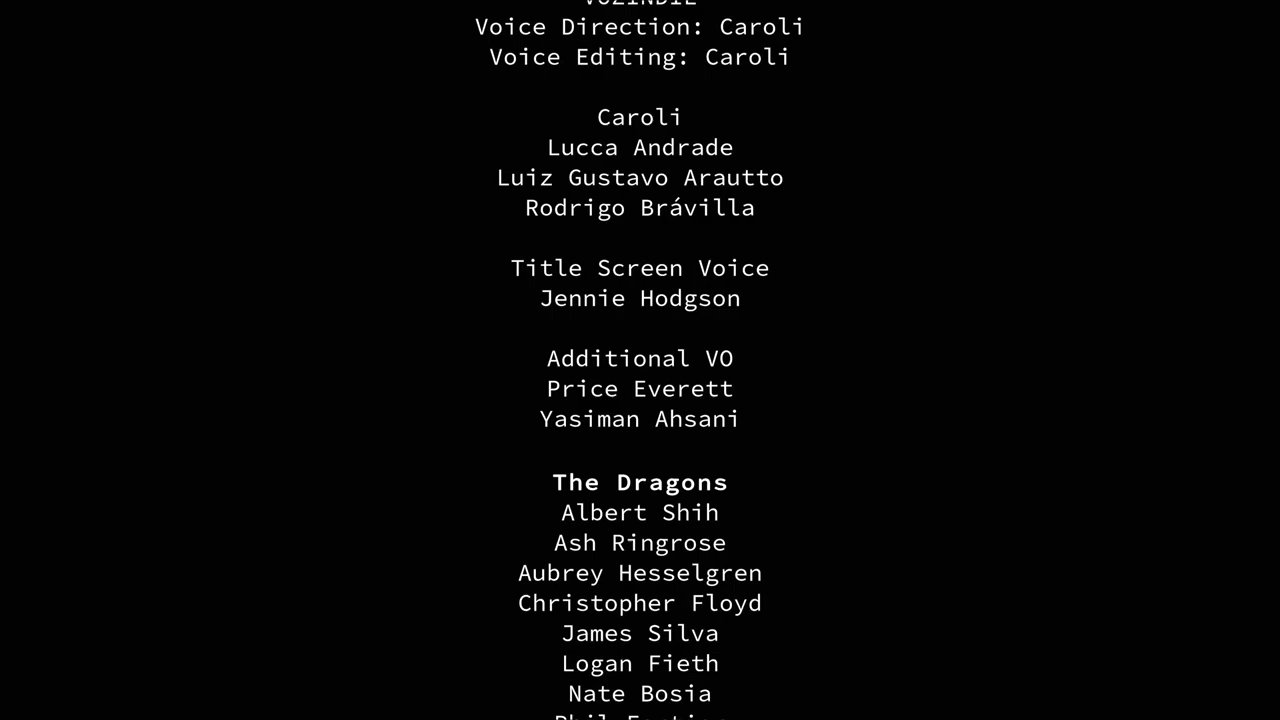 Voice Direction: Caroli
Voice Editing: Caroli
Caroli
Lucca Andrade
Luiz Gustavo Arautto
Rodrigo Brávilla
Title Screen Voice
Jennie Hodgson
Additional VO
Price Everett
Yasiman Ahsani
The Dragons
Albert Shih
Ash Ringrose
Aubrey Hesselgren
Christopher Floyd
James Silva
Logan Fieth
Nate Bosia